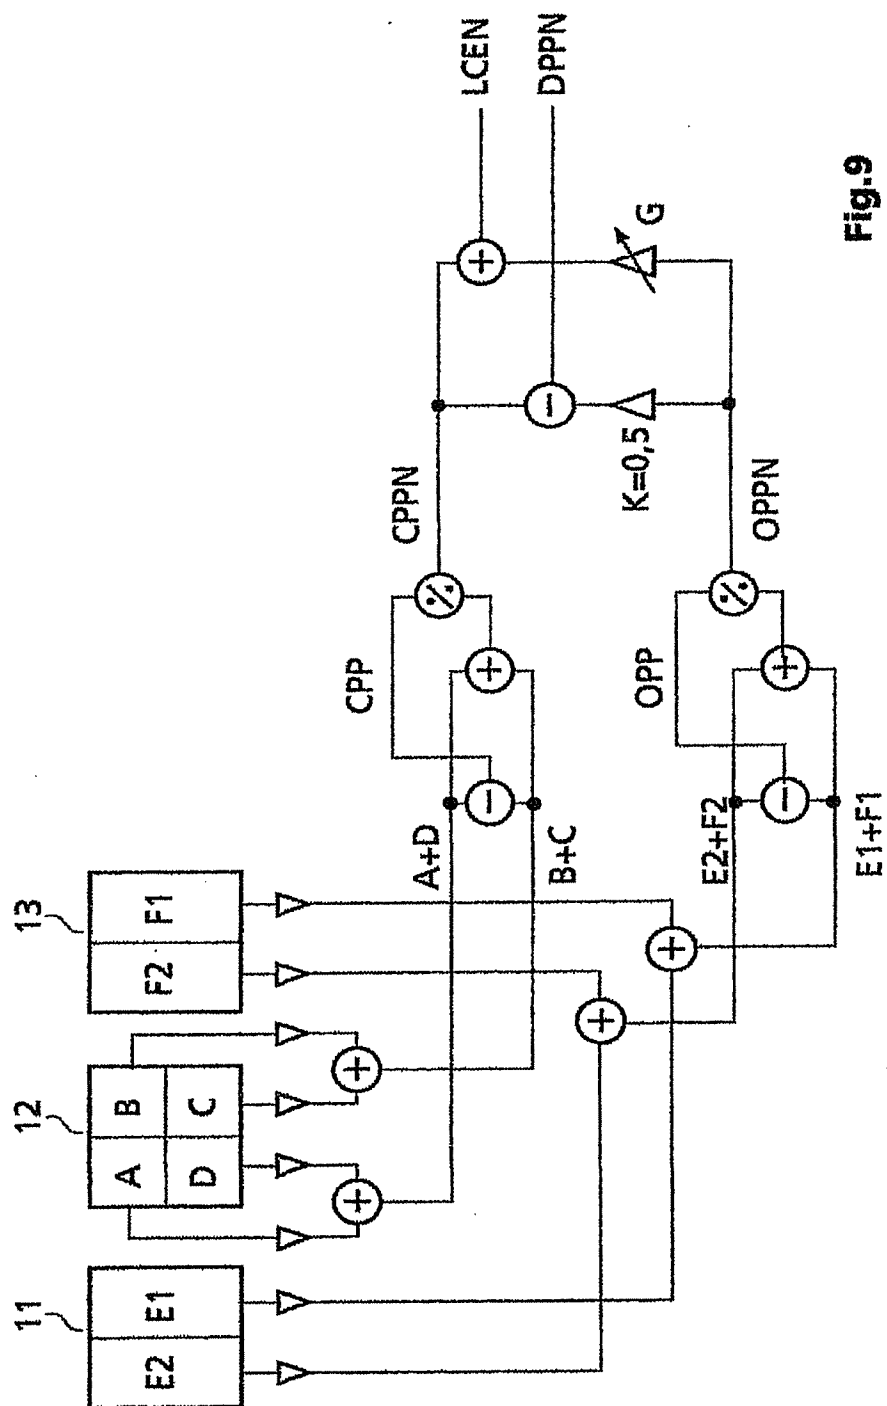 11
12
13
E2
E1
A
B
D
C
F2
F1
A+D
B+C
E2+F2
E1+F1
CPP
OPP
CPPN
OPPN
K=0,5
G
LCEN
DPPN
Fig.9